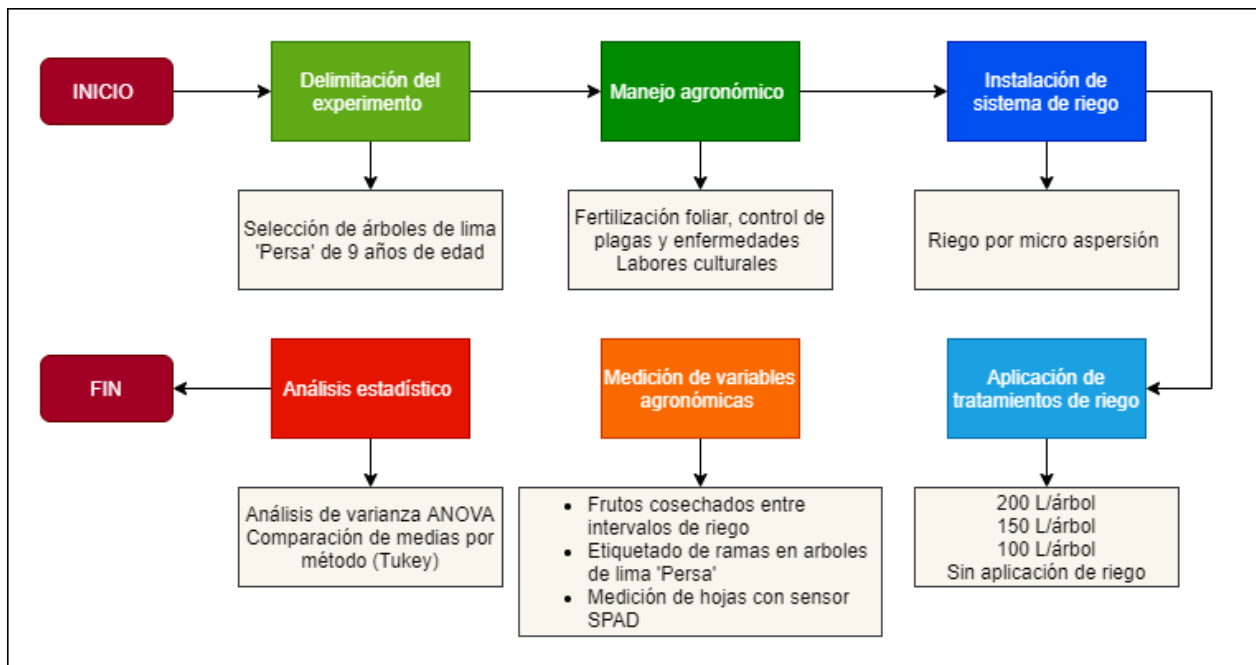 INICIO
Delimitación del
experimento
Manejo agronómico
Instalación de
sistema de riego
Selección de árboles de lima
'Persa' de 9 años de edad
Fertilización foliar, control de
plagas y enfermedades
Labores culturales
Riego por micro aspersión
FIN
Análisis estadístico
Medición de variables
agronómicas
Aplicación de
tratamientos de riego
Análisis de varianza ANOVA
Comparación de medias por
método (Tukey)
• Frutos cosechados entre
intervalos de riego
• Etiquetado de ramas en arboles
de lima 'Persa'
• Medición de hojas con sensor
SPAD
200 L/árbol
150 L/árbol
100 L/árbol
Sin aplicación de riego